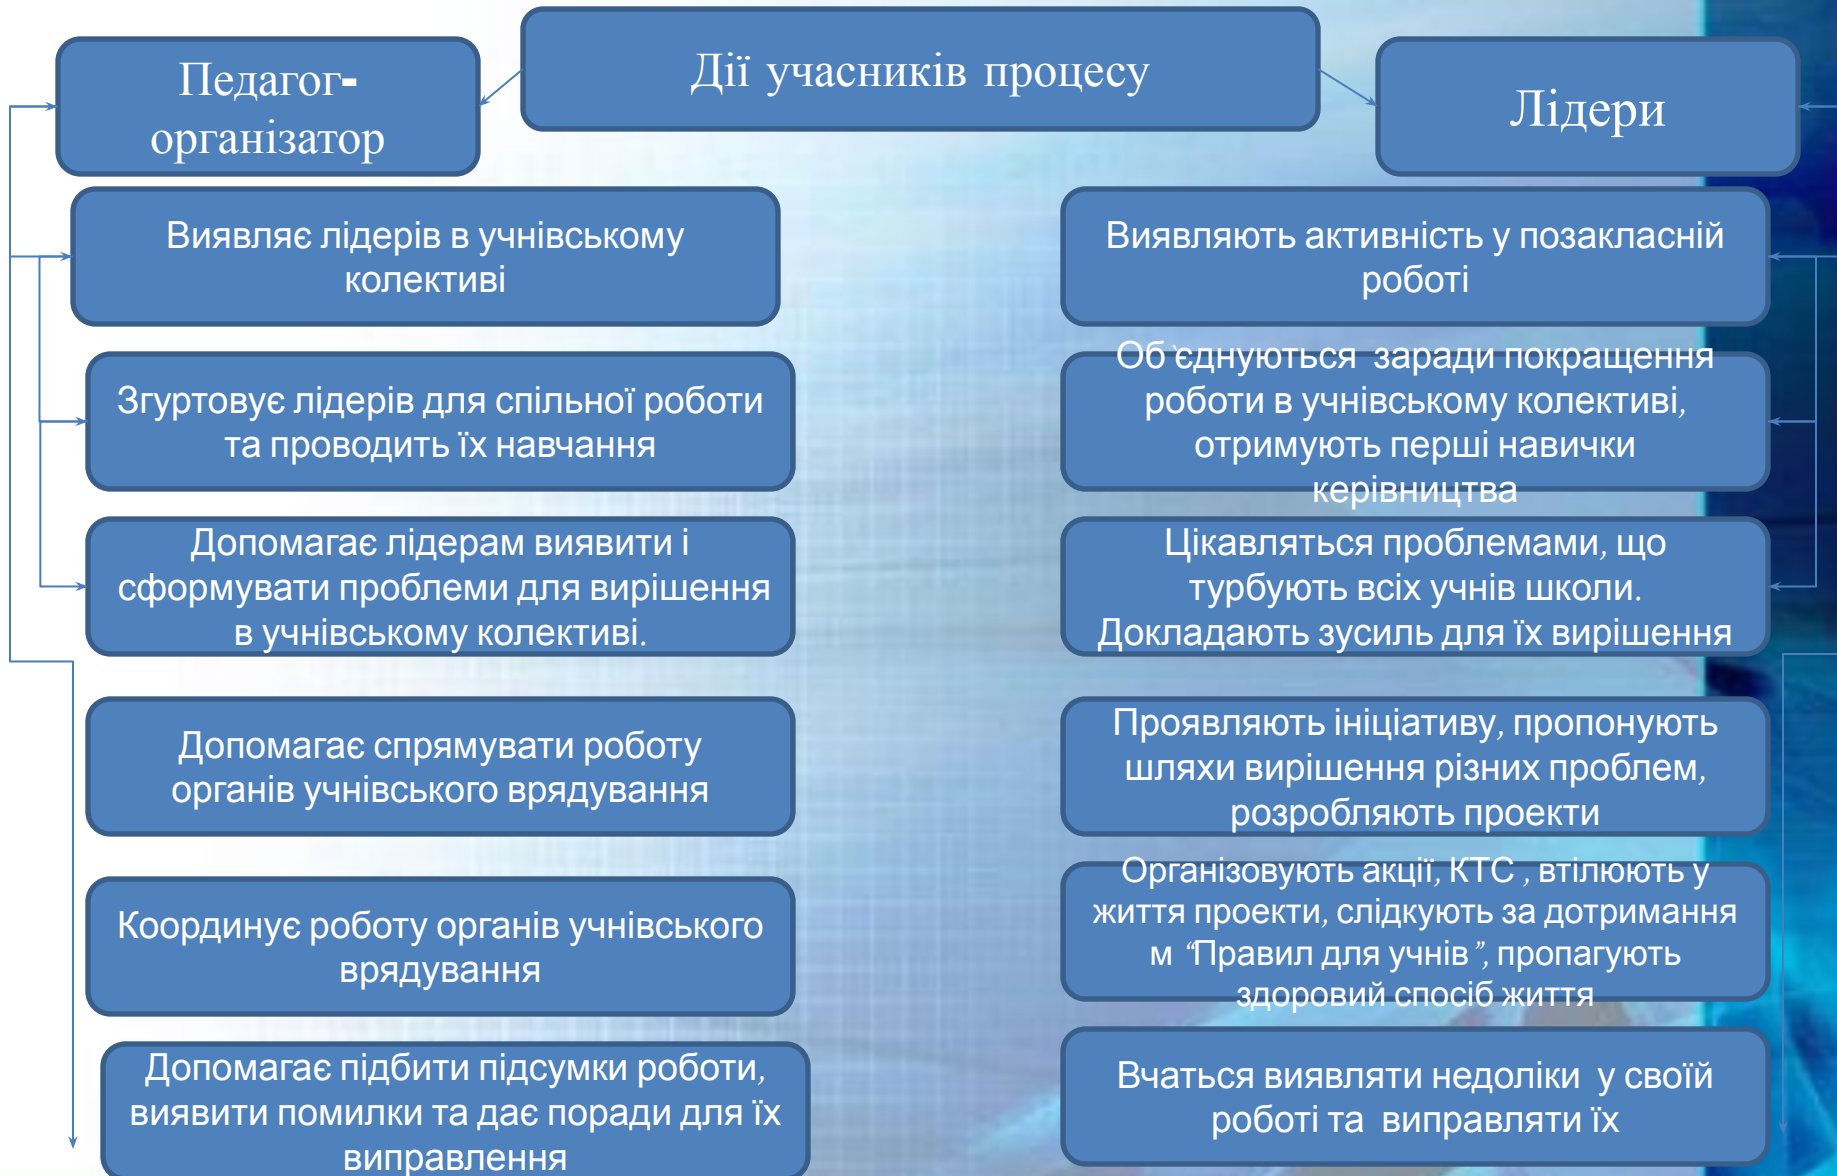 Дії учасників процесу
Педагог-
організатор
Виявляє лідерів в учнівському
колективі
Згуртовує лідерів для спільної роботи
та проводить їх навчання
Допомагає лідерам виявити і
сформувати проблеми для вирішення
в учнівському колективі.
Допомагає спрямувати роботу
органів учнівського врядування
Координує роботу органів учнівського
врядування
Допомагає підбити підсумки роботи,
виявити помилки та дає поради для їх
виправлення
Лідери
Виявляють активність у позакласній
роботі
Об`єднуються заради покращення
роботи в учнівському колективі,
отримують перші навички
керівництва
Цікавляться проблемами, що
турбують всіх учнів школи.
Докладають зусиль для їх вирішення
Проявляють ініціативу, пропонують
шляхи вирішення різних проблем,
розробляють проекти
Організовують акції, КТС , втілюють у
життя проекти, слідкують за дотримання
м “Правил для учнів”, пропагують
здоровий спосіб життя
Вчаться виявляти недоліки у своїй
роботі та виправляти їх